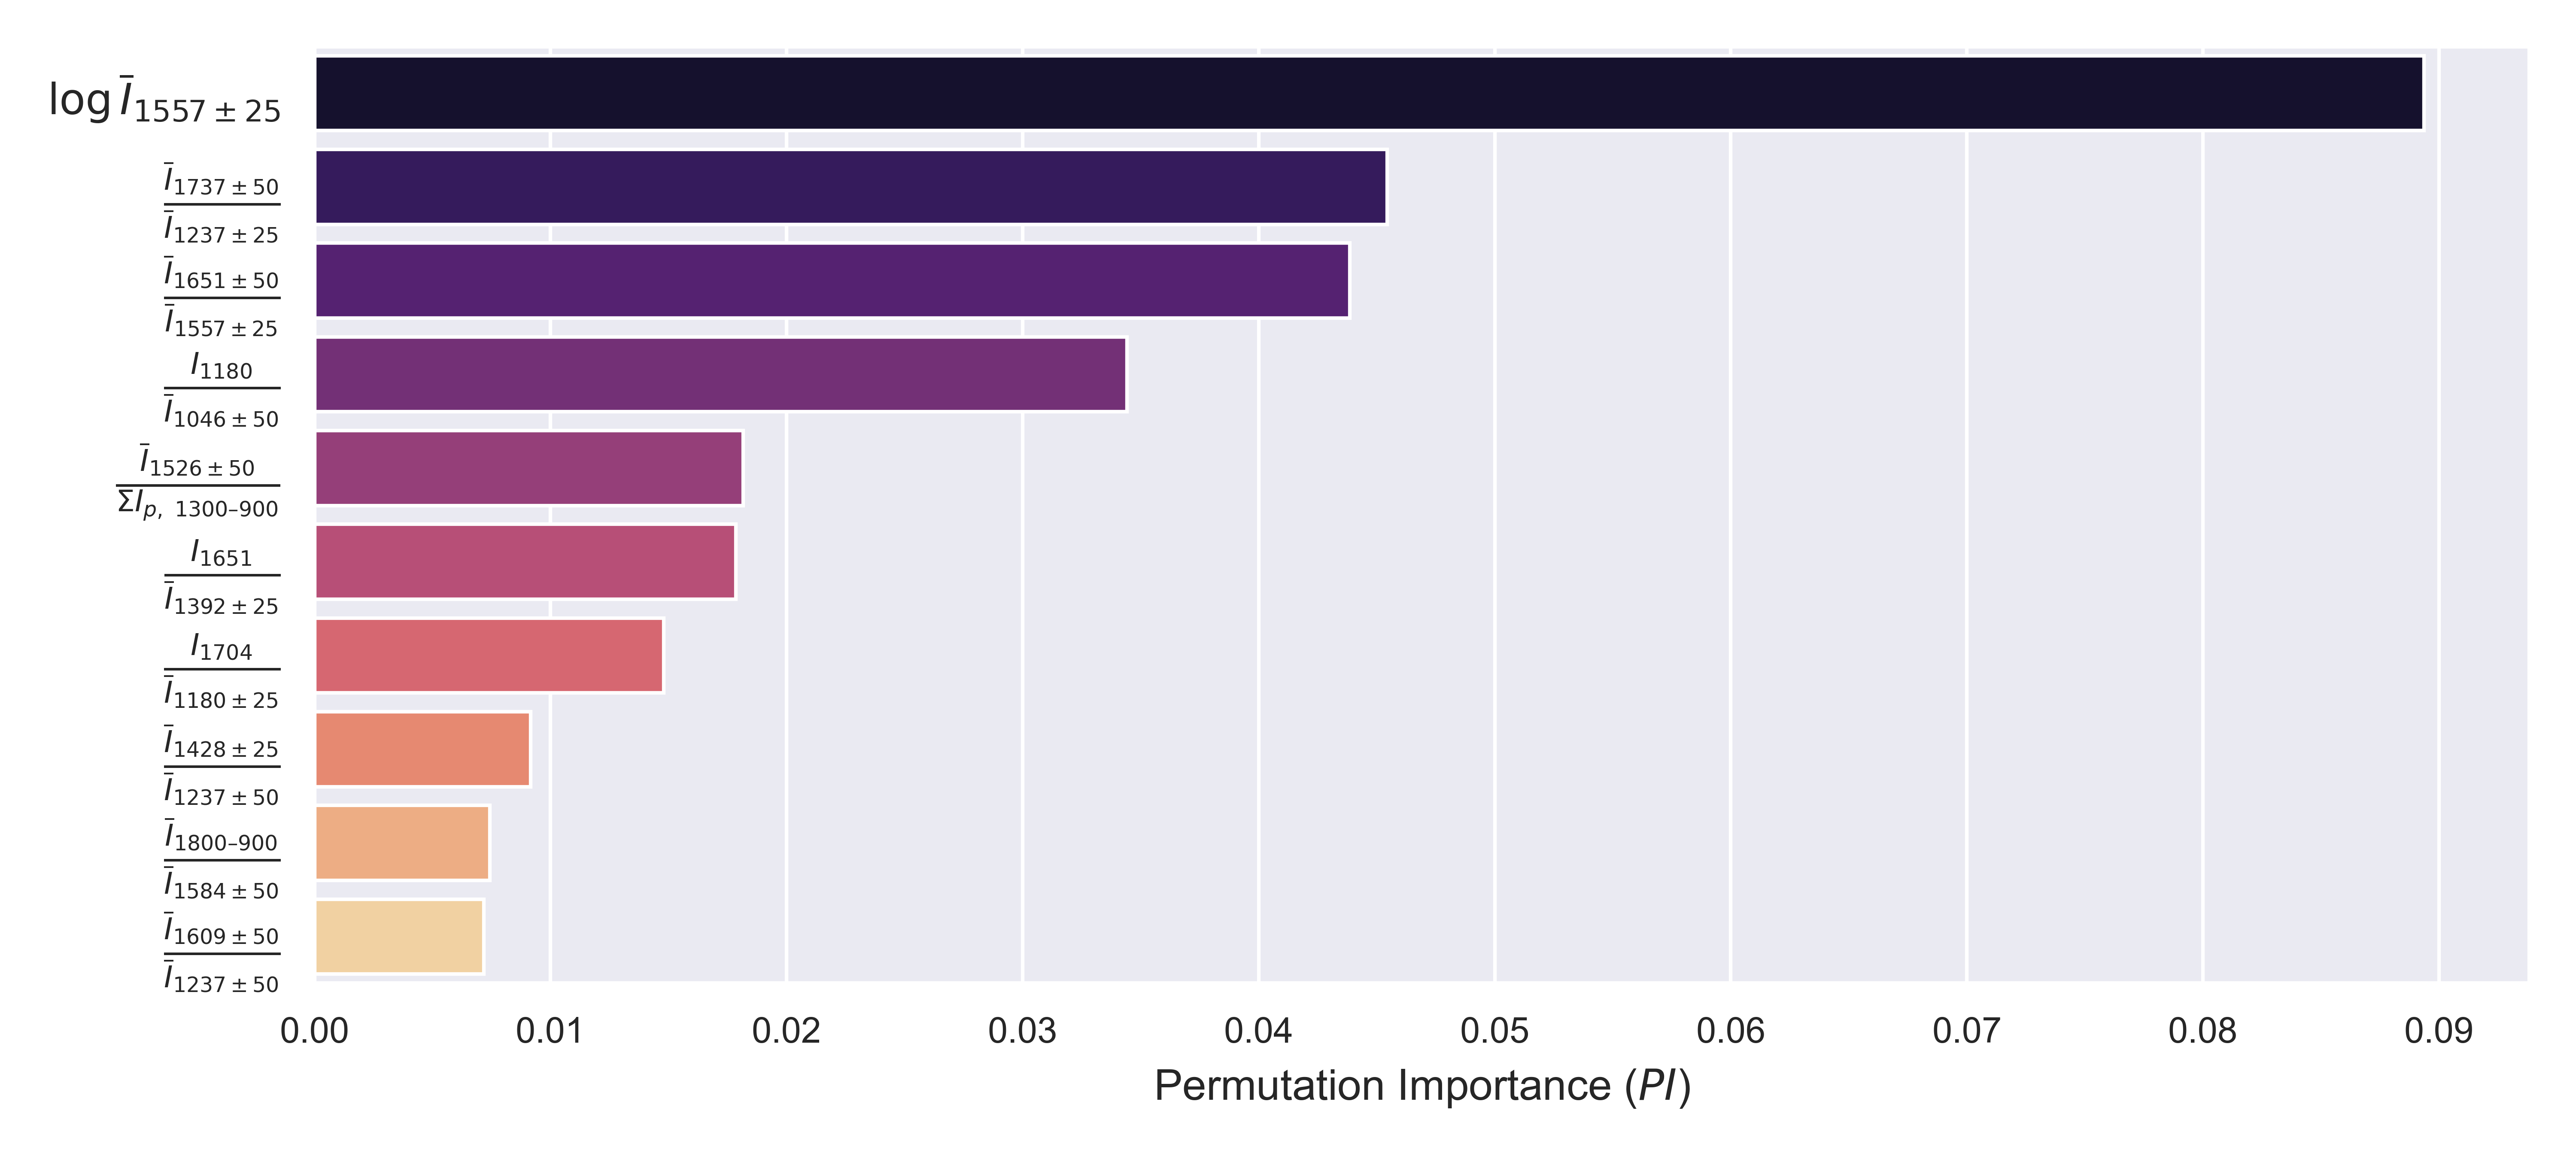 log Ī1557 ± 25
Ī1737 ± 50
Ī1237 ± 25
Ī1651 ± 50
Ī1557 ± 25
I1180
Ī1046 ± 50
Ī1526 ± 50
ΣIp, 1300–900
I1651
Ī1392 ± 25
I1704
Ī1180 ± 25
Ī1428 ± 25
Ī1237 ± 50
Ī1800–900
Ī1584 ± 50
Ī1609 ± 50
Ī1237 ± 50
0.00 0.01 0.02 0.03 0.04 0.05 0.06 0.07 0.08 0.09
Permutation Importance (PI)